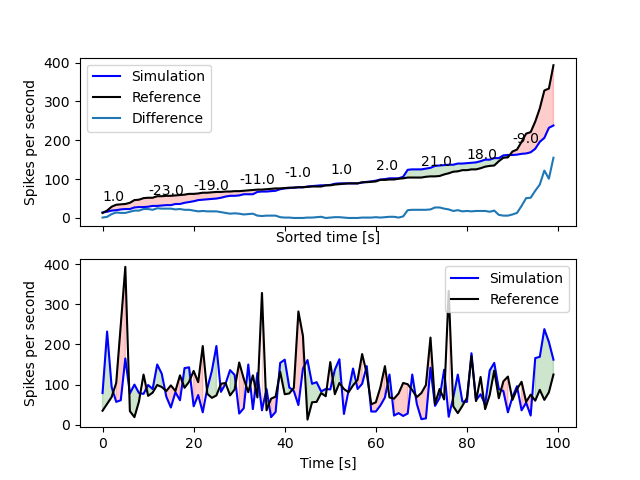 400
300
200
100
0
Spikes per second
Simulation
Reference
Difference
1.0
-23.0
-19.0
-11.0
-1.0
1.0
2.0
21.0
18.0
-9.0
Sorted time [s]
400
300
200
100
0
Spikes per second
Simulation
Reference
0
20
40
60
80
100
Time [s]